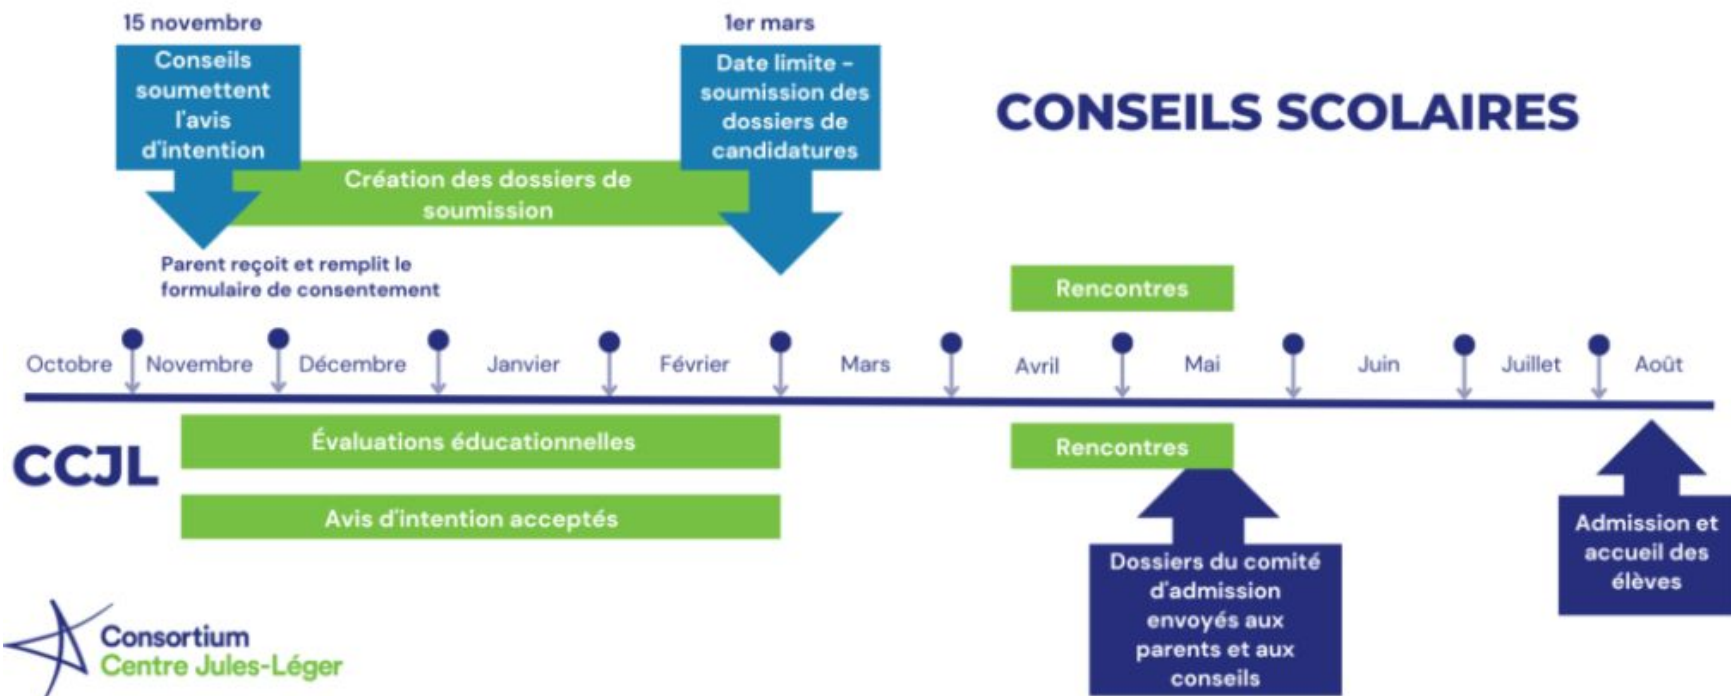 15 novembre
Conseils
soumettent
l'avis
d'intention
1er mars
Date limite -
soumission des
dossiers de
candidatures
CONSEILS SCOLAIRES
Création des dossiers de
soumission
Parent reçoit et remplit le
formulaire de consentement
Rencontres
Octobre
Novembre
Décembre
Janvier
Février
Mars
Avril
Mai
Juin
Juillet
Août
CCJL
Évaluations éducationnelles
Avis d'intention acceptés
Rencontres
Dossiers du comité
d'admission
envoyés aux
parents et aux
conseils
Admission et
accueil des
élèves
Consortium
Centre Jules-Léger